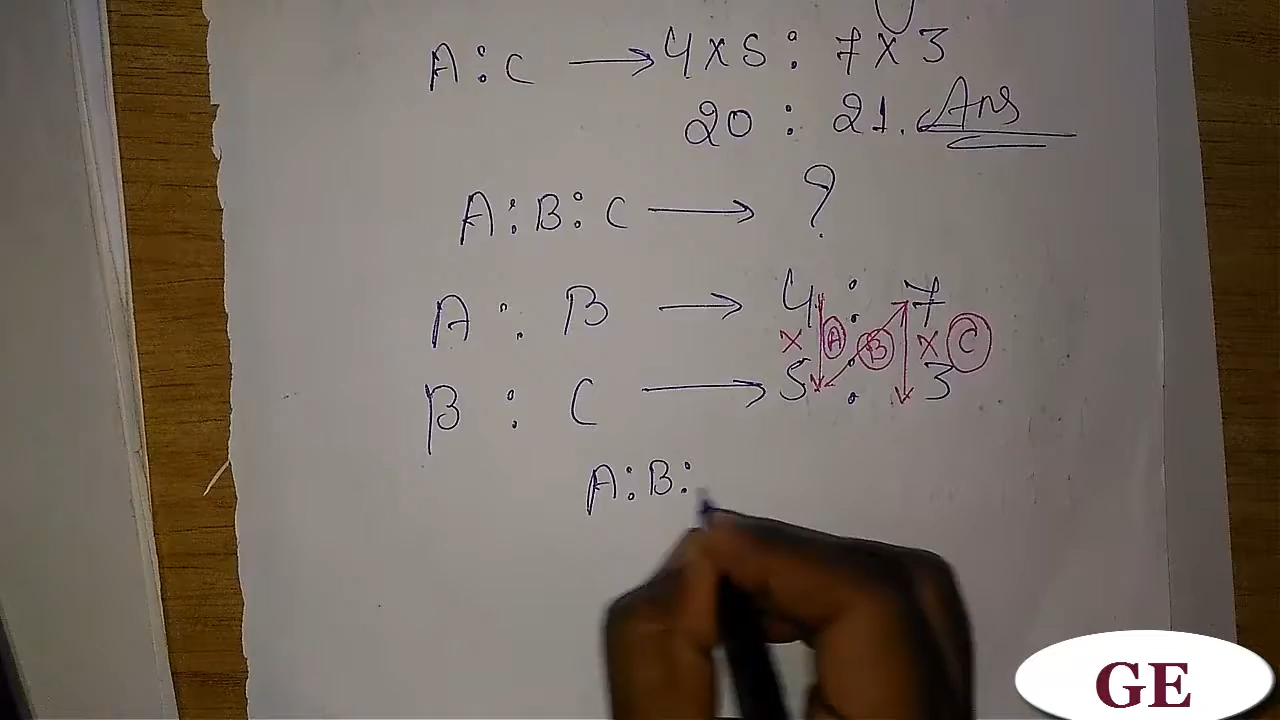 A : C → 4 x 5 : 7 x 3
20 : 21. Ans
A : B : C → ?
A : B → 4 : 7
x A B x C
B : C → 5 : 3
A : B :
GE